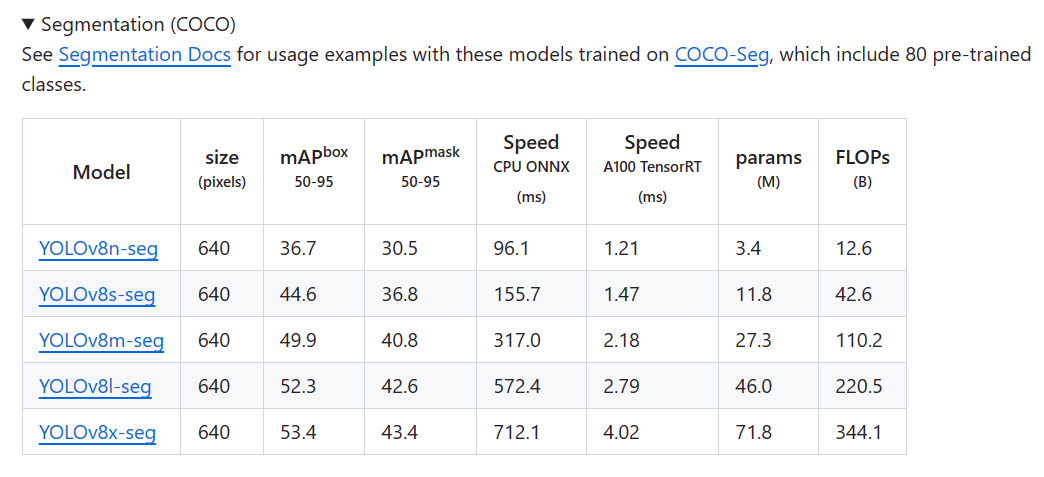 ▼ Segmentation (COCO)
See Segmentation Docs for usage examples with these models trained on COCO-Seg, which include 80 pre-trained
classes.
Model size (pixels) mAPbox 50-95 mAPmask 50-95 Speed CPU ONNX (ms) Speed A100 TensorRT (ms) params (M) FLOPs (B)
YOLOv8n-seg 640 36.7 30.5 96.1 1.21 3.4 12.6
YOLOv8s-seg 640 44.6 36.8 155.7 1.47 11.8 42.6
YOLOv8m-seg 640 49.9 40.8 317.0 2.18 27.3 110.2
YOLOv8l-seg 640 52.3 42.6 572.4 2.79 46.0 220.5
YOLOv8x-seg 640 53.4 43.4 712.1 4.02 71.8 344.1